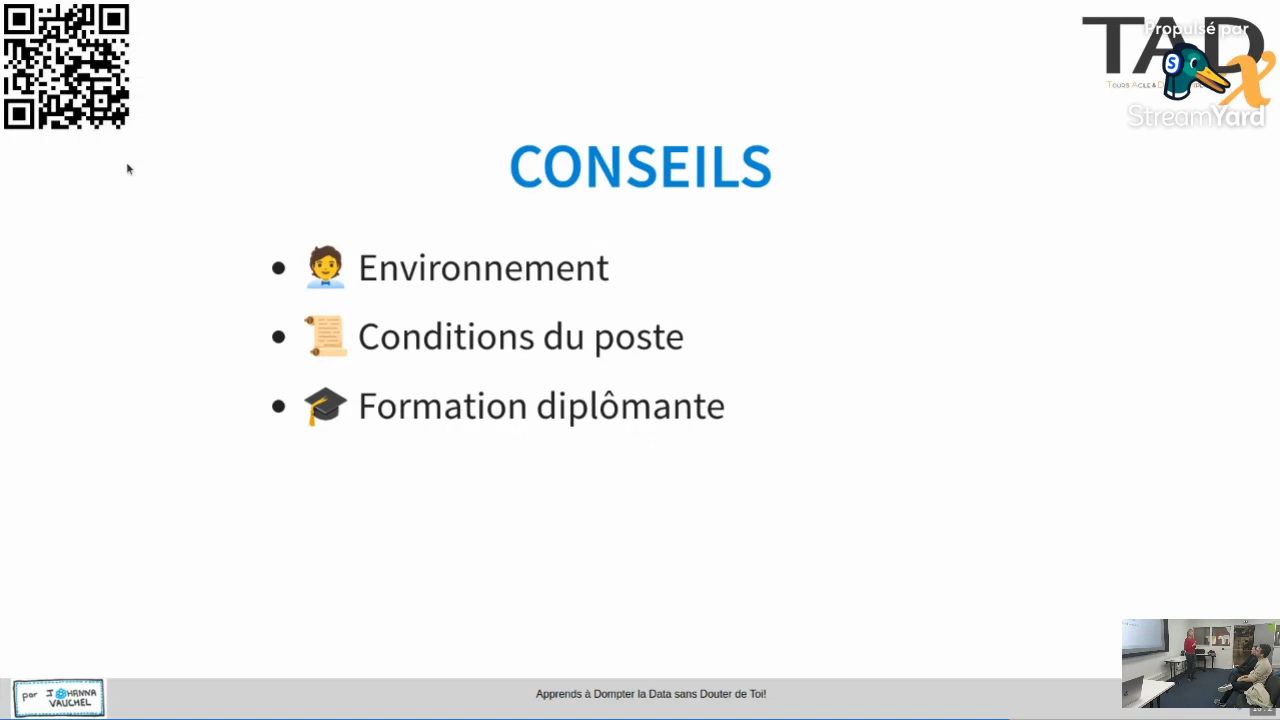 Propulsé par
TAD
StreamYard
CONSEILS
Environnement
Conditions du poste
Formation diplômante
par JOHANNA
VAUCHEL
Apprends à Dompter la Data sans Douter de Toi!